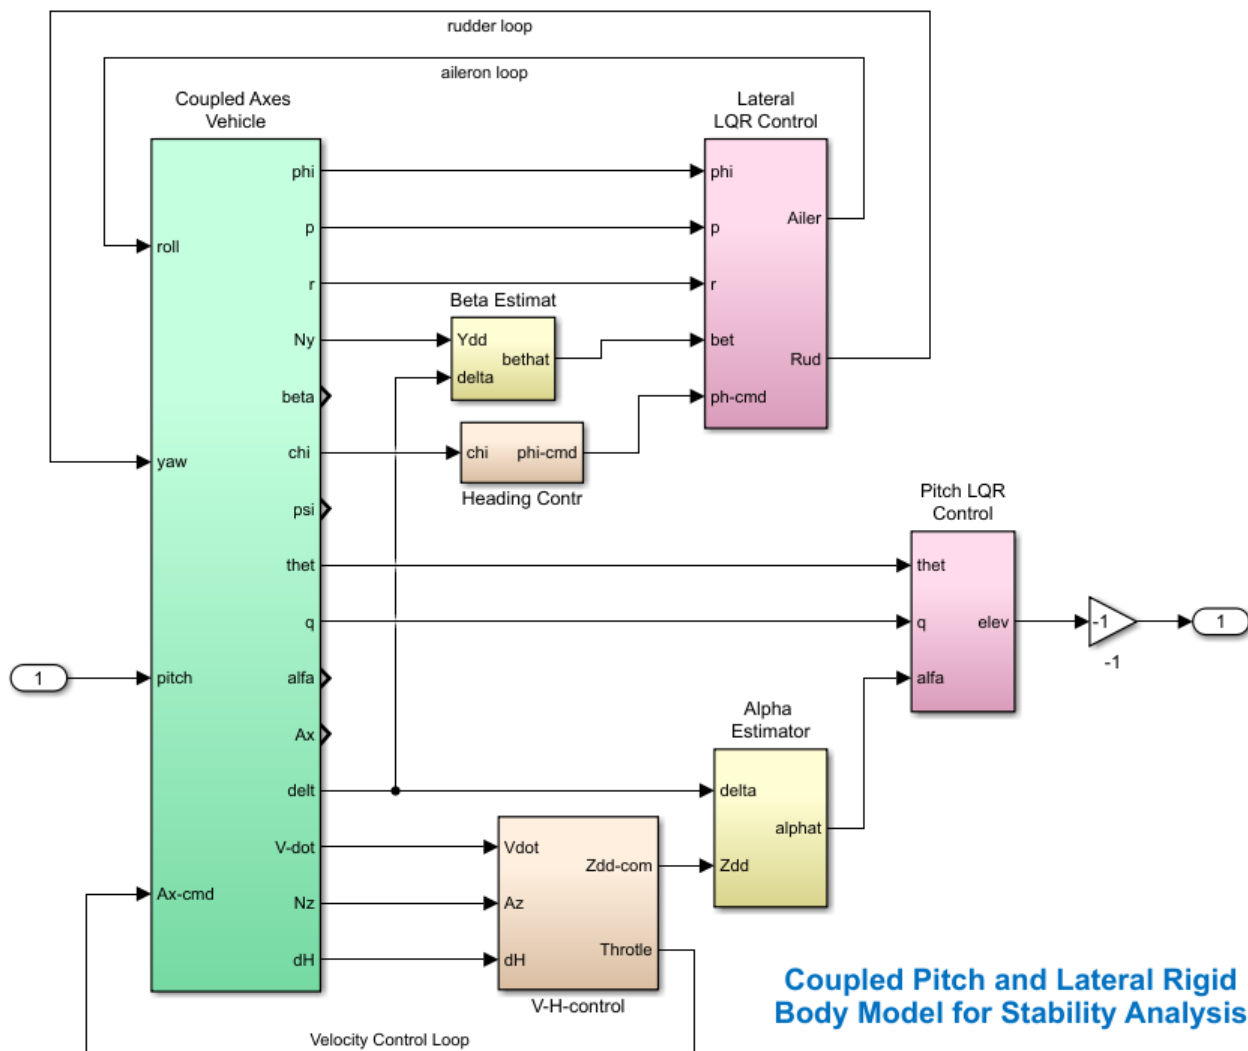 rudder loop
aileron loop
Coupled Axes
Vehicle
Lateral
LQR Control
phi
p
r
Ny
beta
chi
psi
thet
q
alfa
Ax
delt
V-dot
Nz
dH
roll
yaw
pitch
Ax-cmd
1
Beta Estimat
Ydd
delta
bethat
chi
phi-cmd
Heading Contr
phi
p
r
bet
ph-cmd
Ailer
Rud
Pitch LQR
Control
thet
q
alfa
elev
-1
-1
1
Alpha
Estimator
delta
Zdd
alphat
Vdot
Az
dH
Zdd-com
Throtle
V-H-control
Velocity Control Loop
Coupled Pitch and Lateral Rigid
Body Model for Stability Analysis